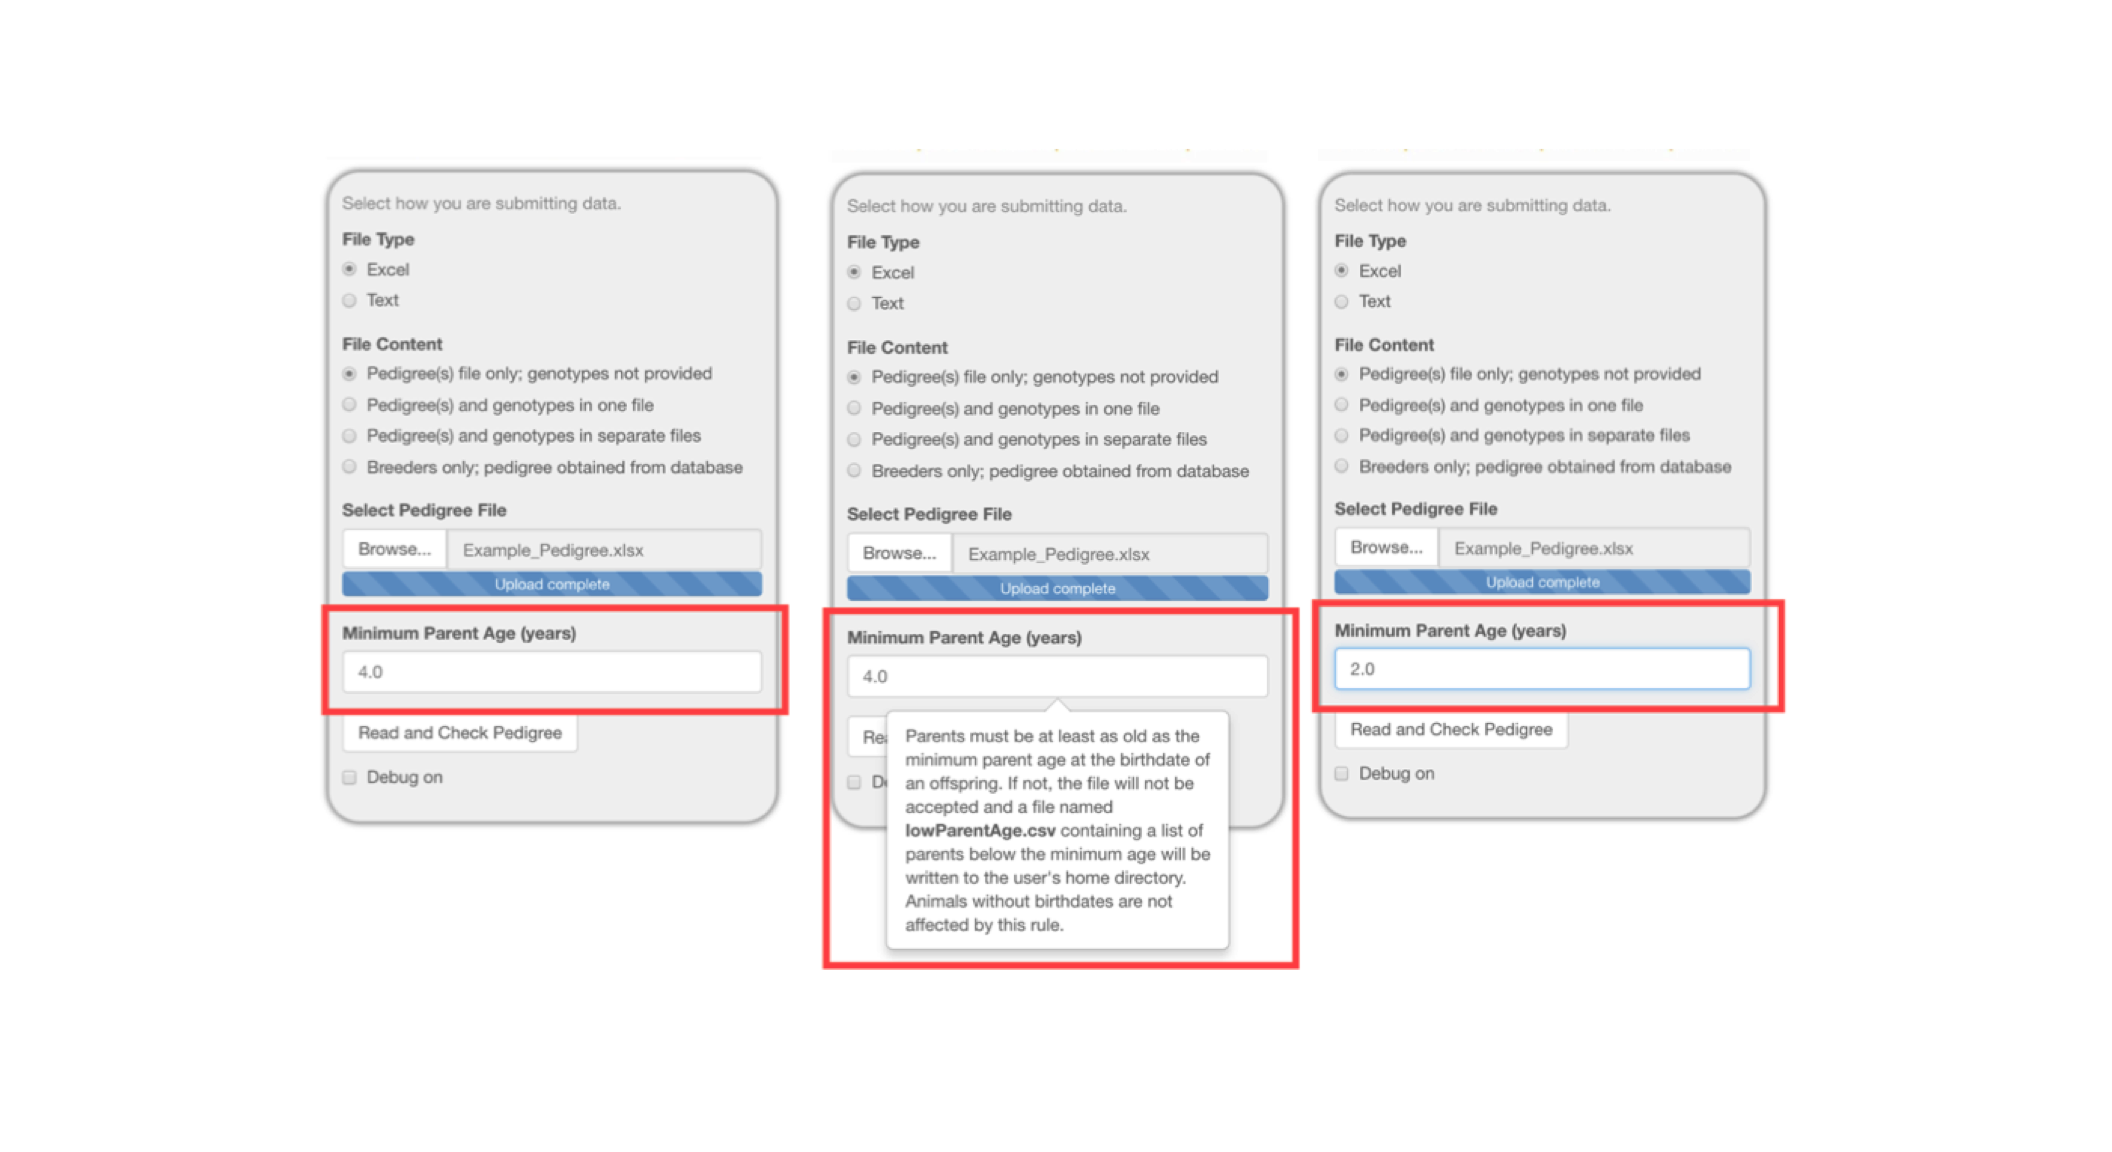 Select how you are submitting data.
File Type
Excel
Text
File Content
Pedigree(s) file only; genotypes not provided
Pedigree(s) and genotypes in one file
Pedigree(s) and genotypes in separate files
Breeders only; pedigree obtained from database
Select Pedigree File
Browse... Example_Pedigree.xlsx
Upload complete
Minimum Parent Age (years)
4.0
Read and Check Pedigree
Debug on
Select how you are submitting data.
File Type
Excel
Text
File Content
Pedigree(s) file only; genotypes not provided
Pedigree(s) and genotypes in one file
Pedigree(s) and genotypes in separate files
Breeders only; pedigree obtained from database
Select Pedigree File
Browse... Example_Pedigree.xlsx
Upload complete
Minimum Parent Age (years)
4.0
Parents must be at least as old as the
minimum parent age at the birthdate of
an offspring. If not, the file will not be
accepted and a file named
lowParentAge.csv containing a list of
parents below the minimum age will be
written to the user's home directory.
Animals without birthdates are not
affected by this rule.
Select how you are submitting data.
File Type
Excel
Text
File Content
Pedigree(s) file only; genotypes not provided
Pedigree(s) and genotypes in one file
Pedigree(s) and genotypes in separate files
Breeders only; pedigree obtained from database
Select Pedigree File
Browse... Example_Pedigree.xlsx
Upload complete
Minimum Parent Age (years)
2.0
Read and Check Pedigree
Debug on